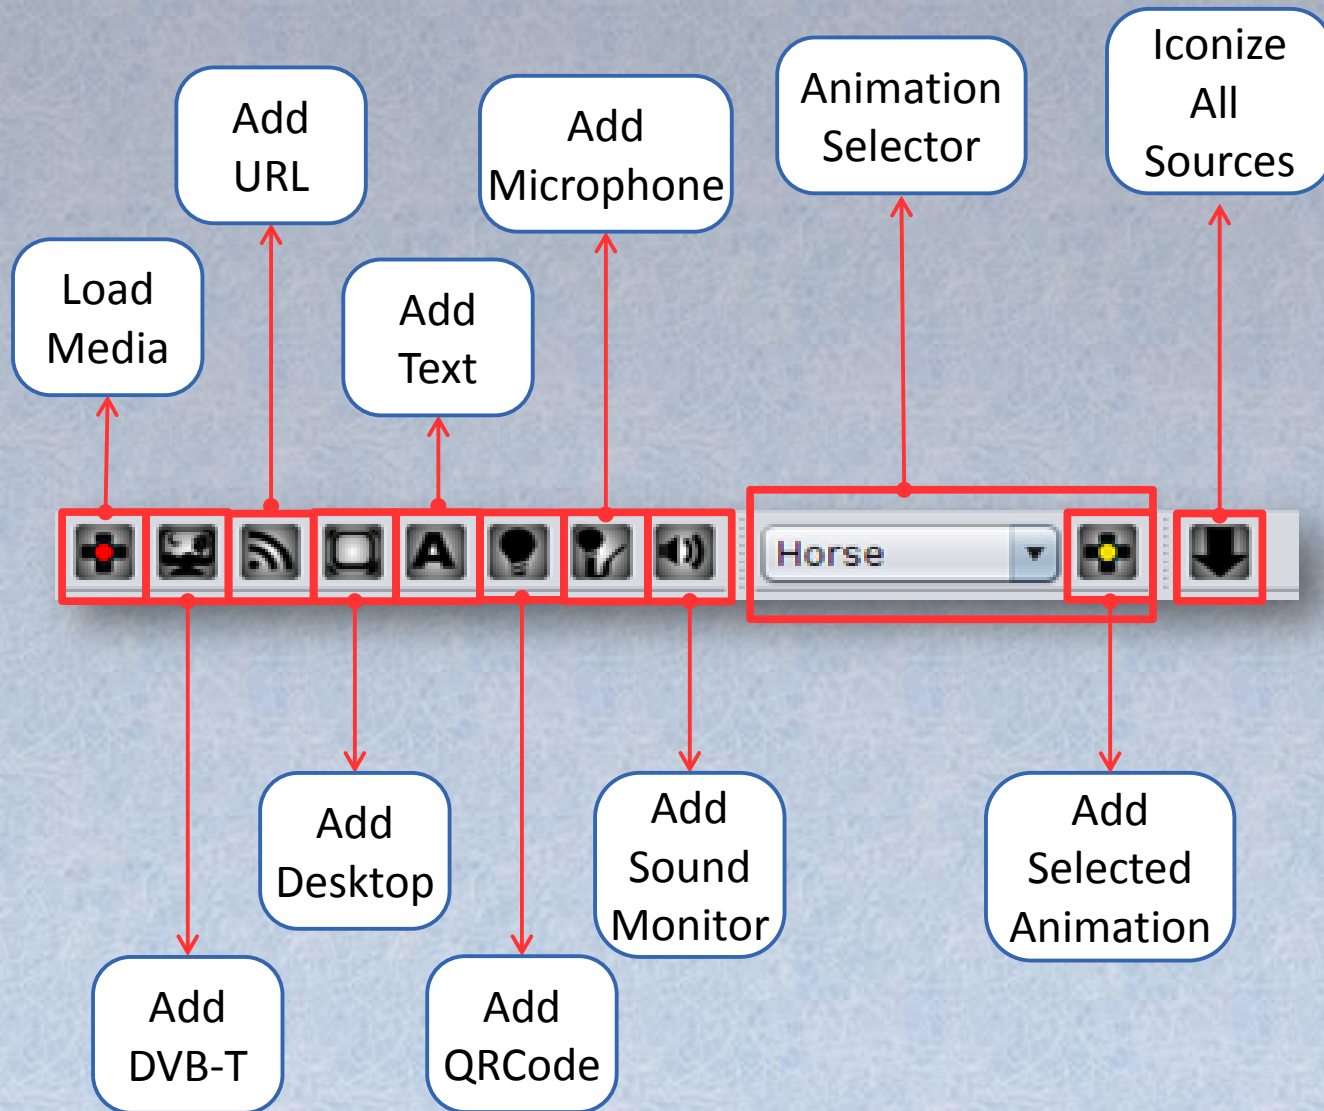 Iconize
All
Sources
Animation
Selector
Add
URL
Add
Microphone
Load
Media
Add
Text
A
Horse
Add
Desktop
Add
Sound
Monitor
Add
Selected
Animation
Add
DVB-T
Add
QRCode